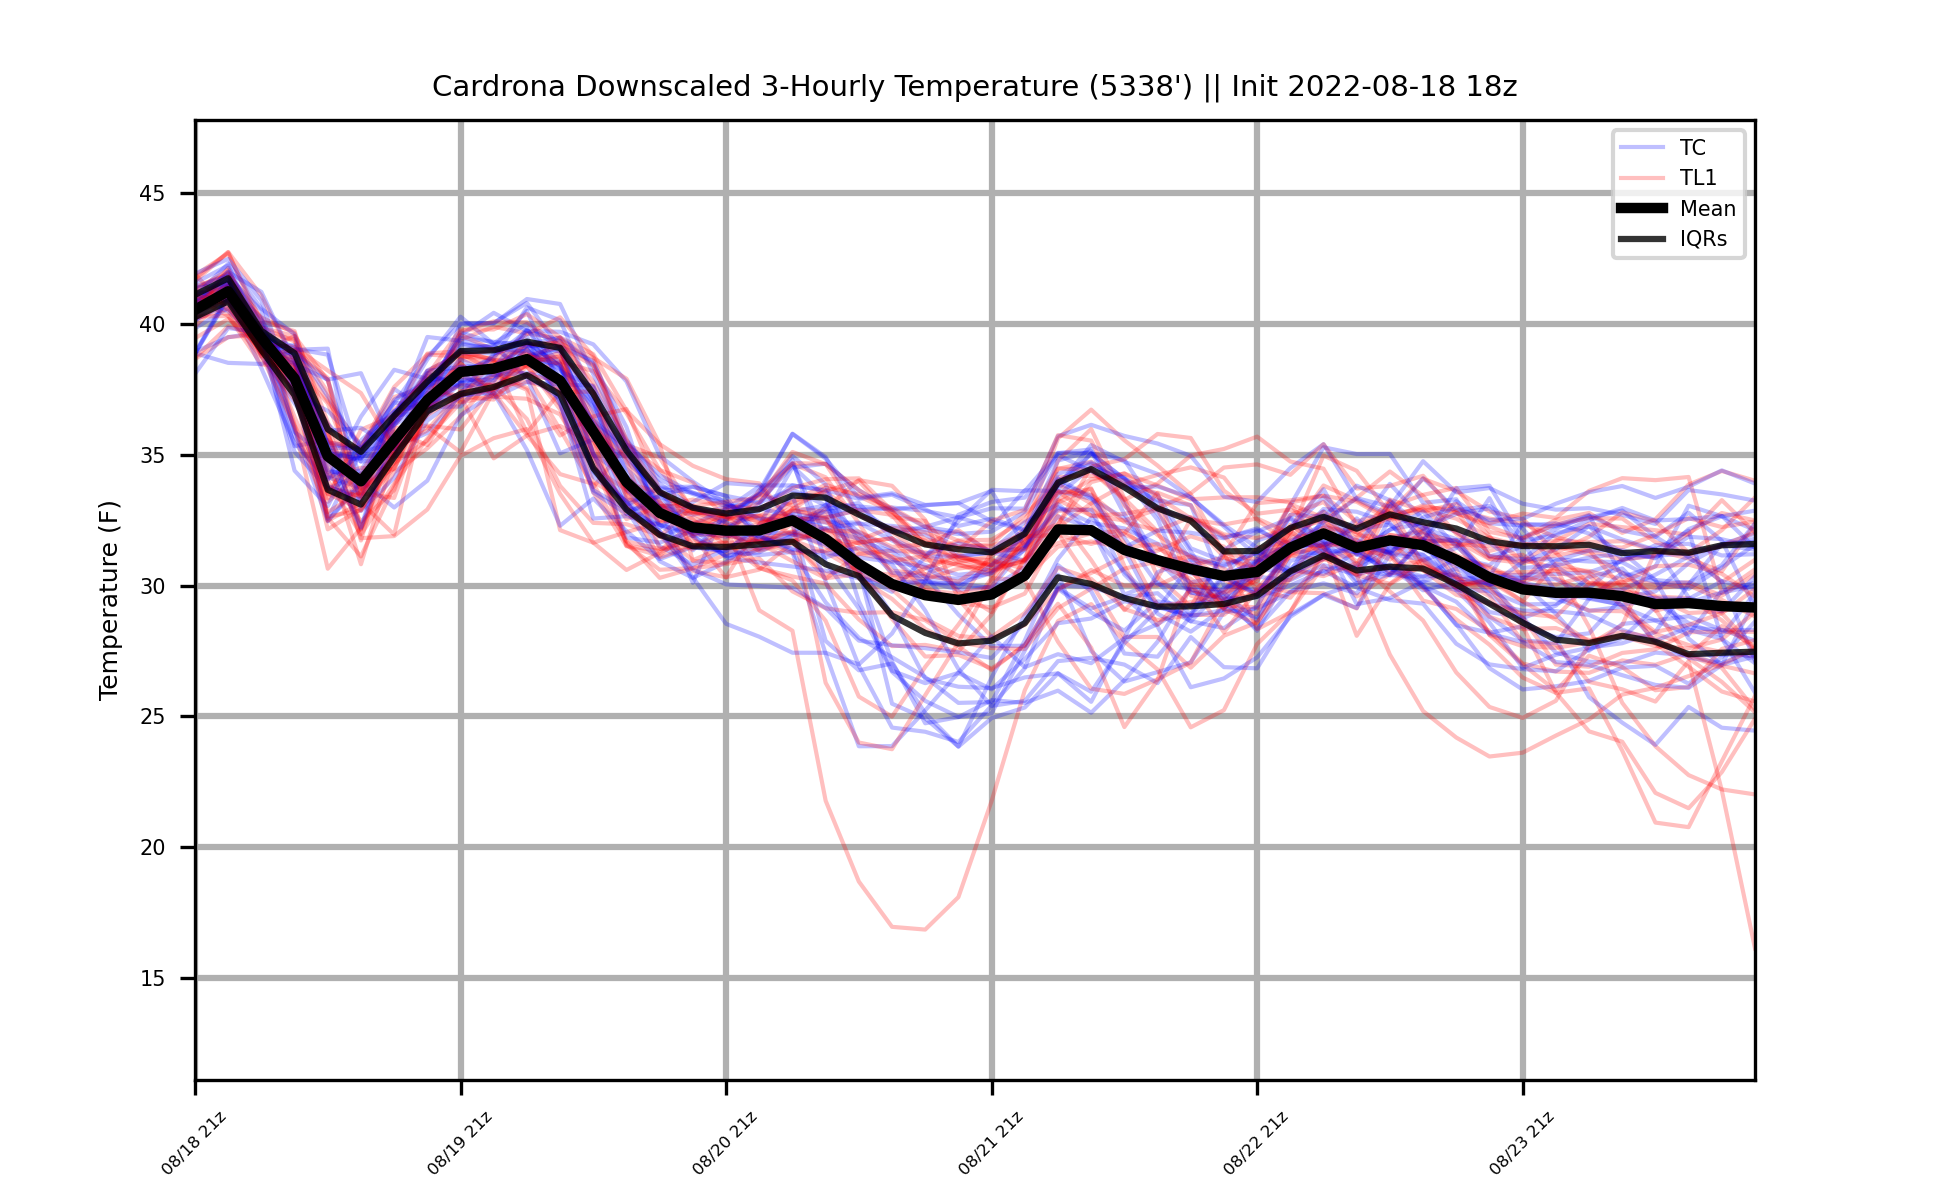 Cardrona Downscaled 3-Hourly Temperature (5338') || Init 2022-08-18 18z
TC
TL1
Mean
IQRs
Temperature (F)
45
40
35
30
25
20
15
08/18 21z
08/19 21z
08/20 21z
08/21 21z
08/22 21z
08/23 21z